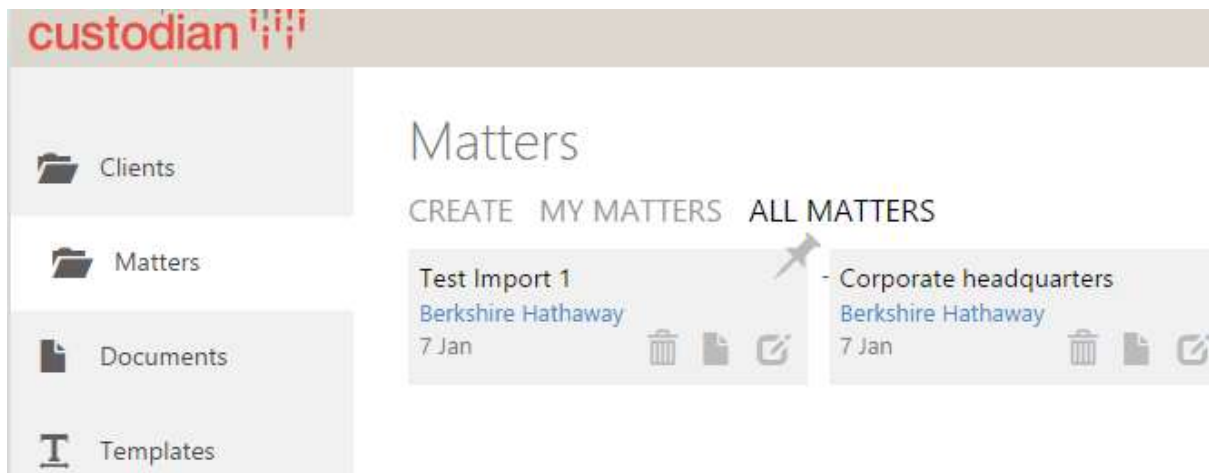 custodian
Clients
Matters
Documents
Templates
Matters
CREATE MY MATTERS ALL MATTERS
Test Import 1
Berkshire Hathaway
7 Jan
- Corporate headquarters
Berkshire Hathaway
7 Jan